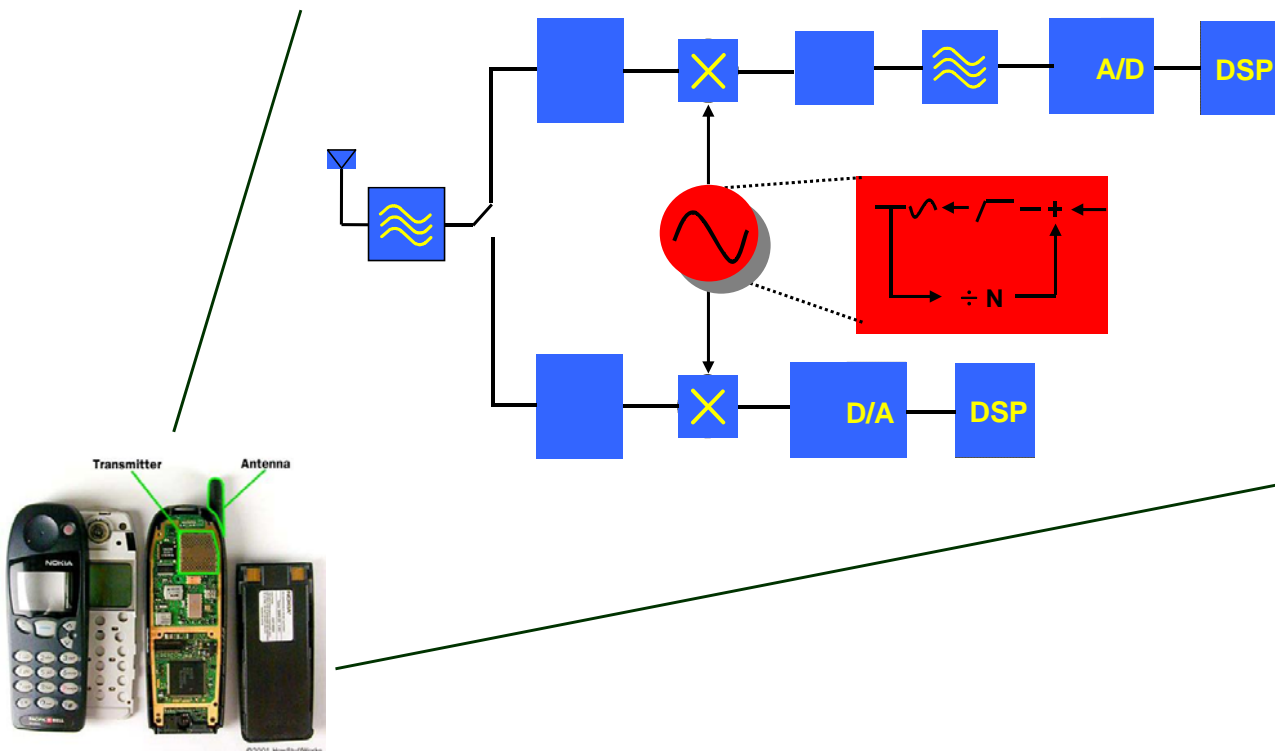 A/D
DSP
÷ N
D/A
DSP
Transmitter
Antenna
NOKIA